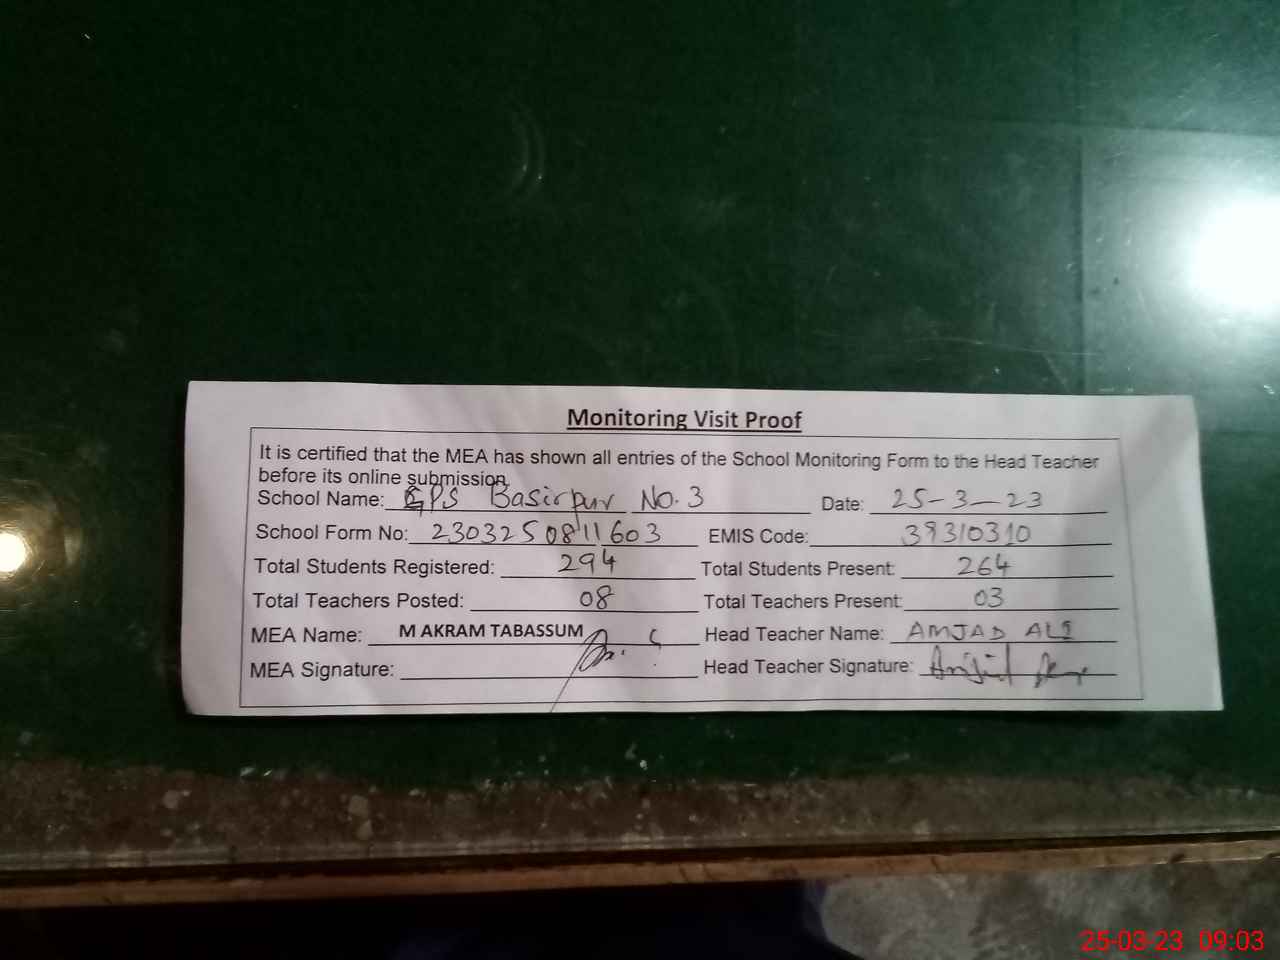 Monitoring Visit Proof
It is certified that the MEA has shown all entries of the School Monitoring Form to the Head Teacher
before its online submission
School Name: GPS Basirpur No. 3 Date: 25-3-23
School Form No: 2303250811603 EMIS Code: 39310310
Total Students Registered: 294 Total Students Present: 264
Total Teachers Posted: 08 Total Teachers Present: 03
MEA Name: M AKRAM TABASSUM Head Teacher Name: AMJAD ALI
MEA Signature: Head Teacher Signature:
25-03-23 09:03